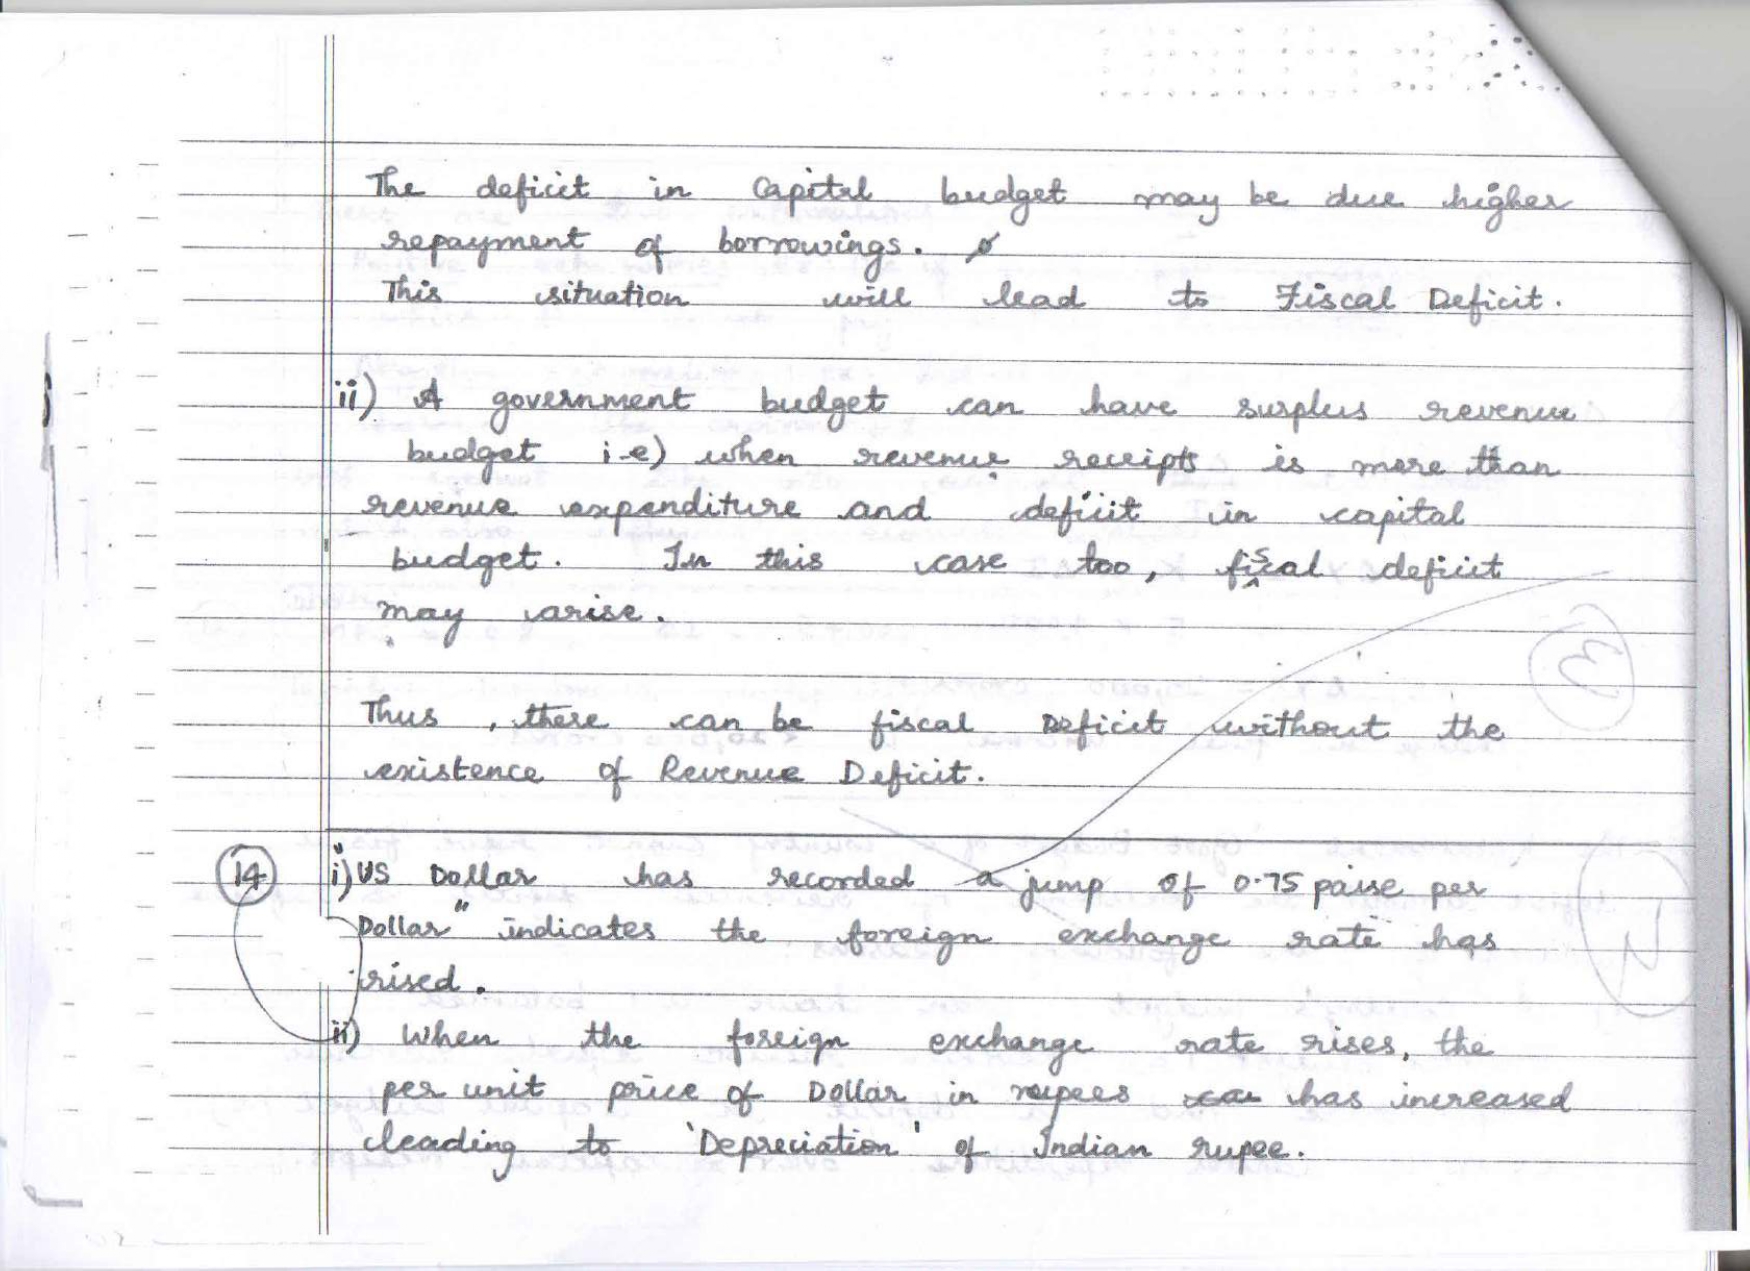 The deficit in Capital budget may be due higher
repayment of borrowings.
This situation will lead to Fiscal Deficit.
ii) A government budget can have surplus revenue
budget i.e) when revenue receipts is more than
revenue expenditure and deficit in capital
budget. In this case too, fiscal deficit
may arise.
Thus, there can be fiscal Deficit without the
existence of Revenue Deficit.
14 i) US Dollar has recorded a jump of 0.75 paise per
Dollar" indicates the foreign exchange rate has
rised.
ii) When the foreign exchange rate rises, the
per unit price of Dollar in rupees has increased
leading to 'Depreciation' of Indian rupee.